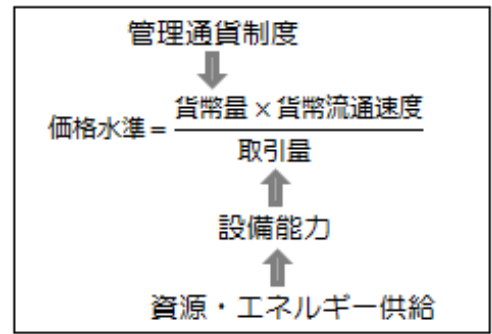 管理通貨制度
貨幣量×貨幣流通速度
価格水準=
取引量
設備能力
資源・エネルギー供給